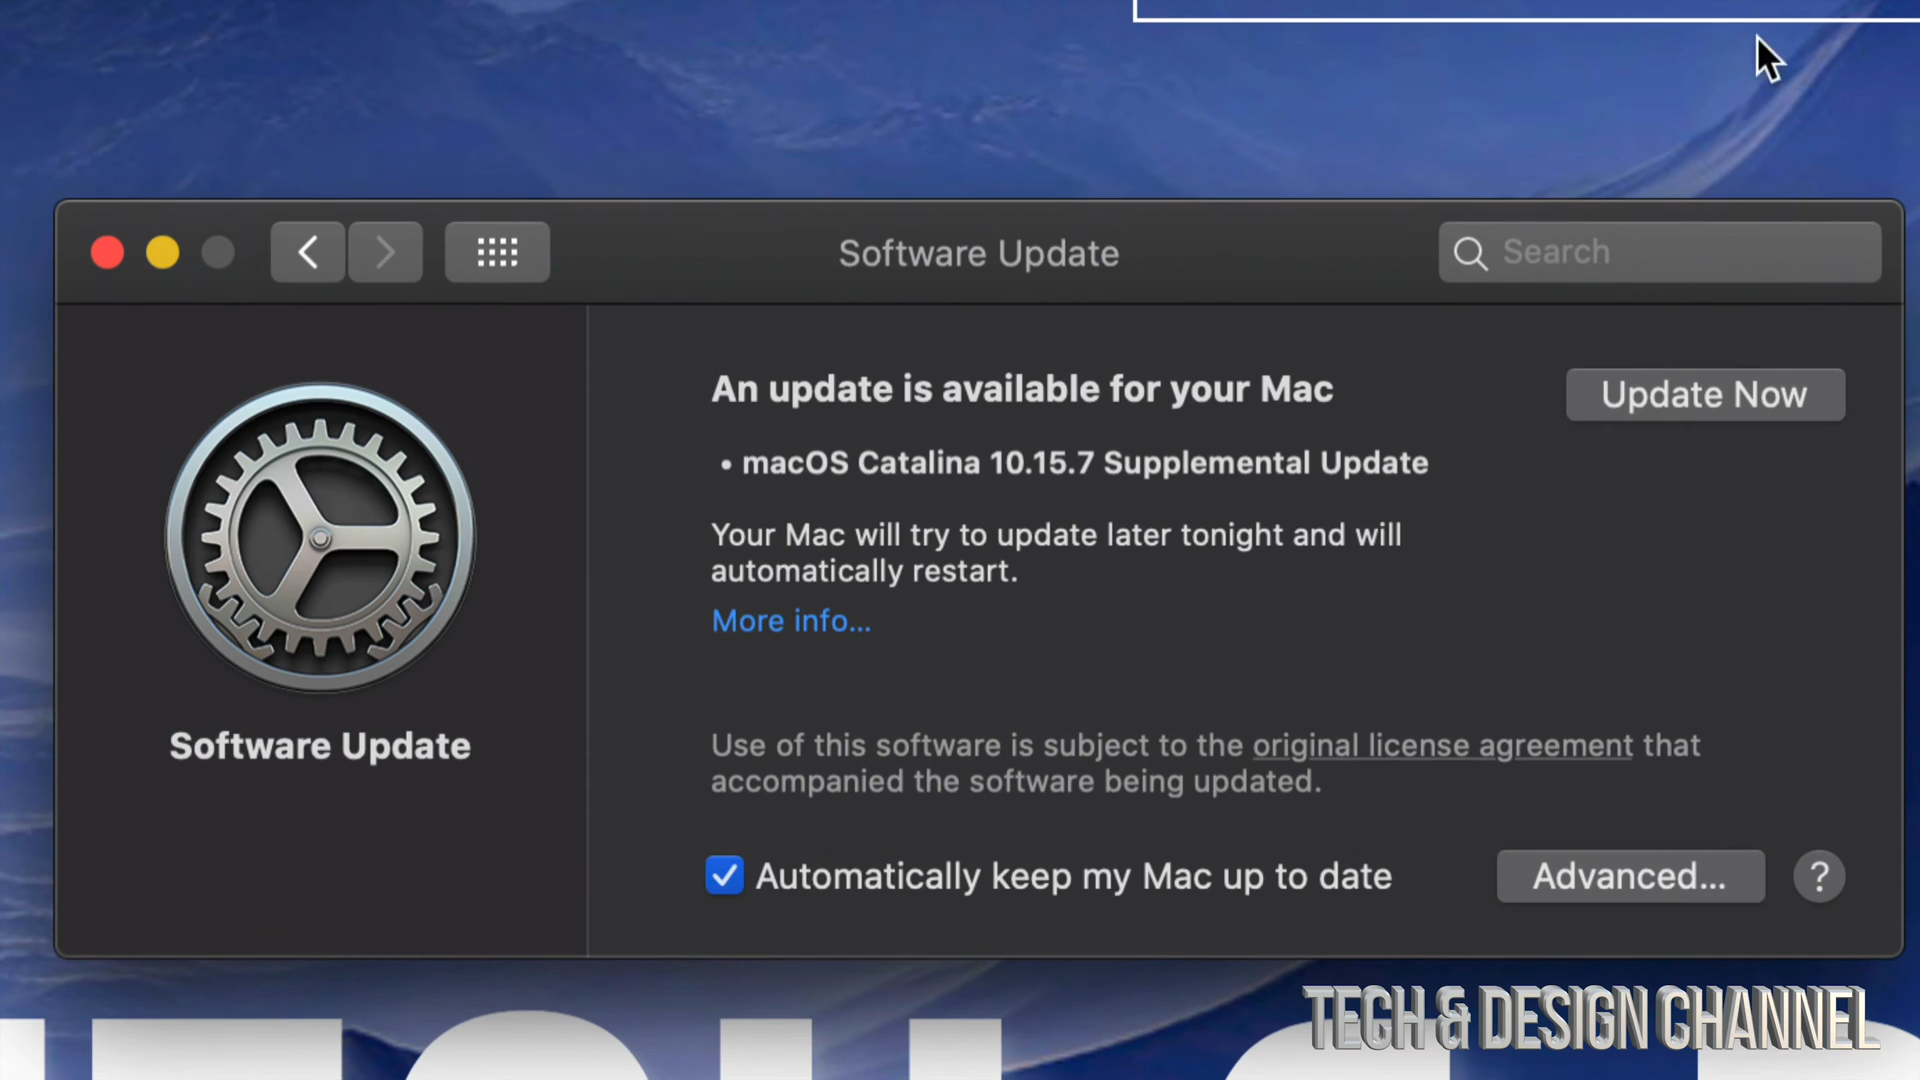 Software Update
Search
An update is available for your Mac
Update Now
• macOS Catalina 10.15.7 Supplemental Update
Your Mac will try to update later tonight and will
automatically restart.
More info...
Software Update
Use of this software is subject to the original license agreement that
accompanied the software being updated.
Automatically keep my Mac up to date
Advanced...
?
TECH & DESIGN CHANNEL